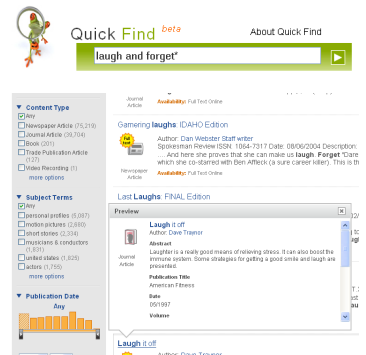 Quick Find beta
About Quick Find
laugh and forget*
Content Type
Any
Newspaper Article (75,219)
Journal Article (39,704)
Book (201)
Trade Publication Article
(127)
Video Recording (1)
more options
Subject Terms
Any
personal profiles (5,087)
motion pictures (2,680)
short stories (2,334)
musicians & conductors
(1,831)
united states (1,825)
actors (1,755)
more options
Publication Date
Any
Journal
Article
Availability: Full Text Online
Garnering laughs: IDAHO Edition
Author: Dan Webster Staff writer
Spokesman Review ISSN: 1064-7317 Date: 08/06/2004 Description:
.... And here she proves that she can make us laugh. Forget "Dare
which she co-starred with Ben Affleck (a sure career killer). This is th
Newspaper
Article
Availability: Full Text Online
Last Laughs: FINAL Edition
Preview
Laugh it off
Author: Dave Traynor
Journal
Article
Abstract
Laughter is a really good means of relieving stress. It can also boost the
immune system. Some strategies for getting a good smile and laugh are
presented.
Publication Title
American Fitness
Date
05/1997
Volume
Laugh it off
Author: Dave Traynor